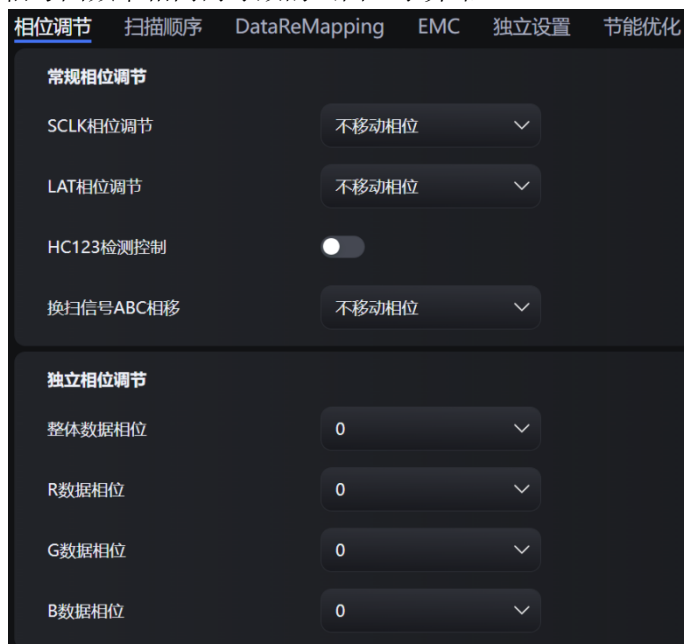 相位调节 扫描顺序 DataReMapping EMC 独立设置 节能优化
常规相位调节
SCLK相位调节 不移动相位
LAT相位调节 不移动相位
HC123检测控制
换扫信号ABC相移 不移动相位
独立相位调节
整体数据相位 0
R数据相位 0
G数据相位 0
B数据相位 0